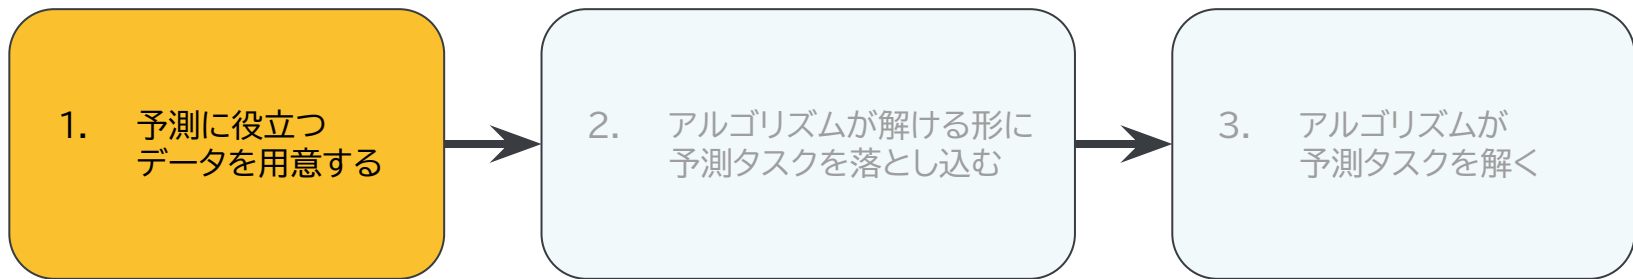 1. 予測に役立つ
データを用意する
2. アルゴリズムが解ける形に
予測タスクを落とし込む
3. アルゴリズムが
予測タスクを解く